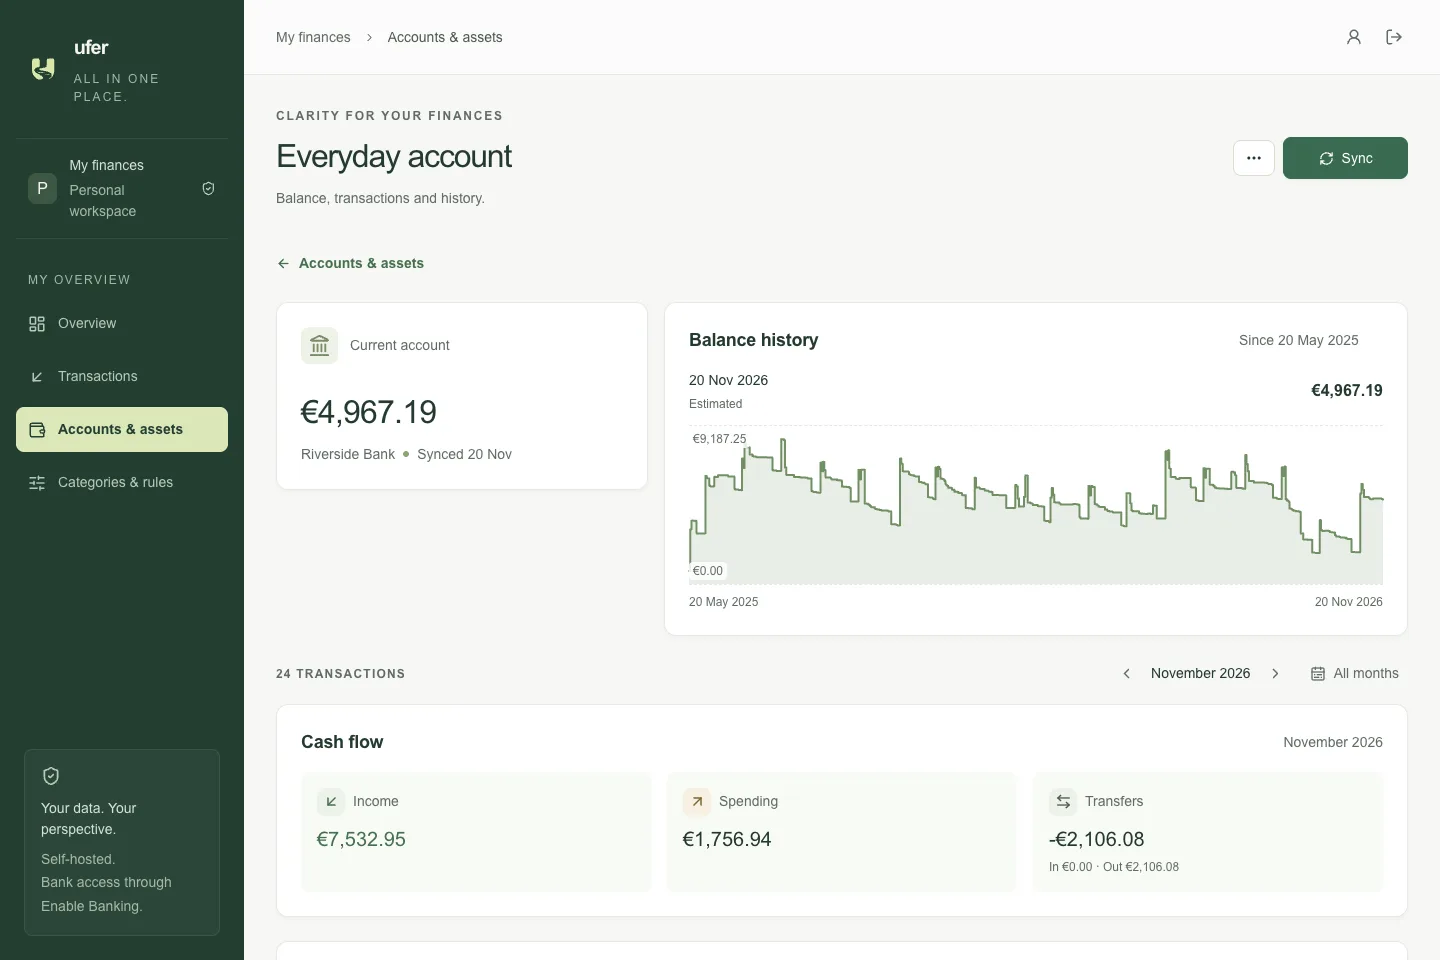 ufer
ALL IN ONE
PLACE.
P
My finances
Personal
workspace
MY OVERVIEW
Overview
Transactions
Accounts & assets
Categories & rules
Your data. Your
perspective.
Self-hosted.
Bank access through
Enable Banking.
My finances > Accounts & assets
CLARITY FOR YOUR FINANCES
Everyday account
Balance, transactions and history.
Sync
Accounts & assets
Current account
€4,967.19
Riverside Bank • Synced 20 Nov
Balance history
Since 20 May 2025
20 Nov 2026
Estimated
€4,967.19
€9,187.25
€0.00
20 May 2025
20 Nov 2026
24 TRANSACTIONS
November 2026
All months
Cash flow
November 2026
Income
€7,532.95
Spending
€1,756.94
Transfers
-€2,106.08
In €0.00 · Out €2,106.08